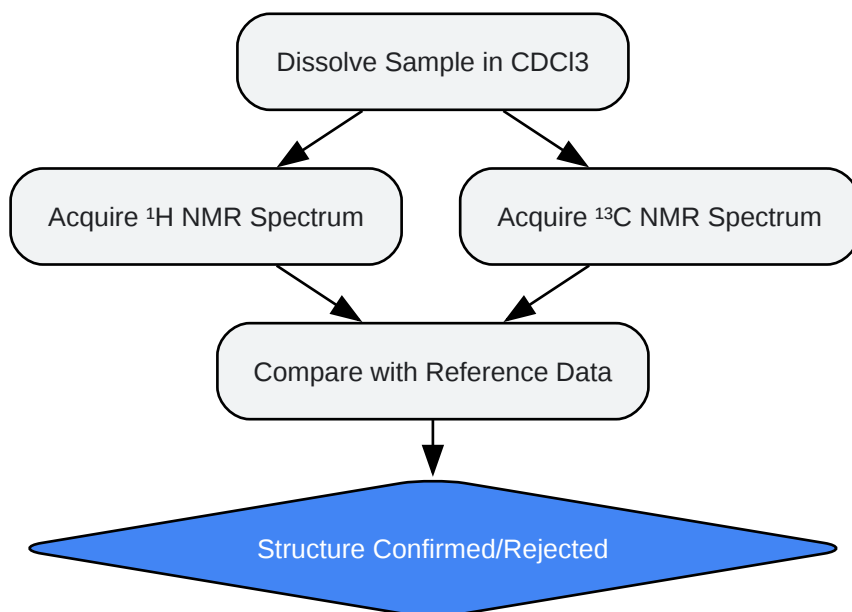 Dissolve Sample in CDCl3
Acquire ¹H NMR Spectrum
Acquire ¹³C NMR Spectrum
Compare with Reference Data
Structure Confirmed/Rejected